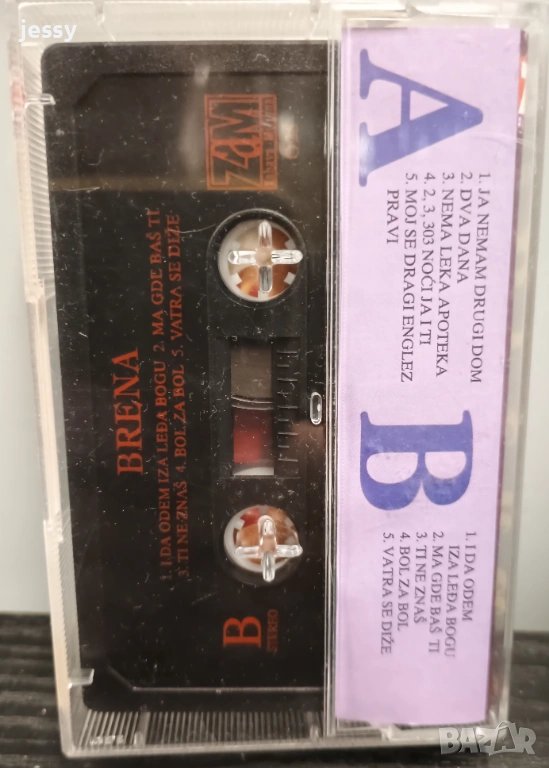 jessy
ZaM
BRENA
1. I DA ODEM IZA LEĐA BOGU 2. MA GDE BAŠ TI
3. TI NE ZNAŠ 4. BOL ZA BOL 5. VATRA SE DIŽE
B
STEREO
A
1. JA NEMAM DRUGI DOM
2. DVA DANA
3. NEMA LEKA APOTEKA
4. 2, 3, 303 NOĆI JA I TI
5. MOJ SE DRAGI ENGLEZ
PRAVI
B
1. I DA ODEM
IZA LEĐA BOGU
2. MA GDE BAŠ TI
3. TI NE ZNAŠ
4. BOL ZA BOL
5. VATRA SE DIŽE
BAZAR